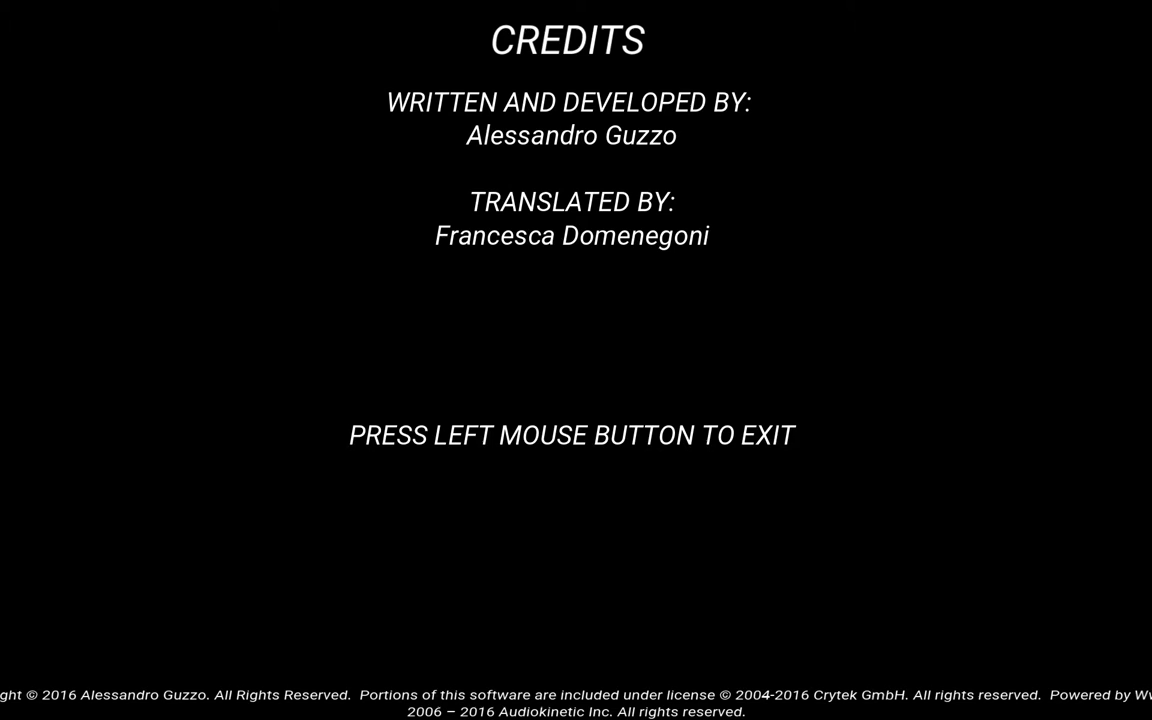 CREDITS
WRITTEN AND DEVELOPED BY:
Alessandro Guzzo
TRANSLATED BY:
Francesca Domenegoni
PRESS LEFT MOUSE BUTTON TO EXIT
ght © 2016 Alessandro Guzzo. All Rights Reserved. Portions of this software are included under license © 2004-2016 Crytek GmbH. All rights reserved. Powered by Ww
2006 – 2016 Audiokinetic Inc. All rights reserved.